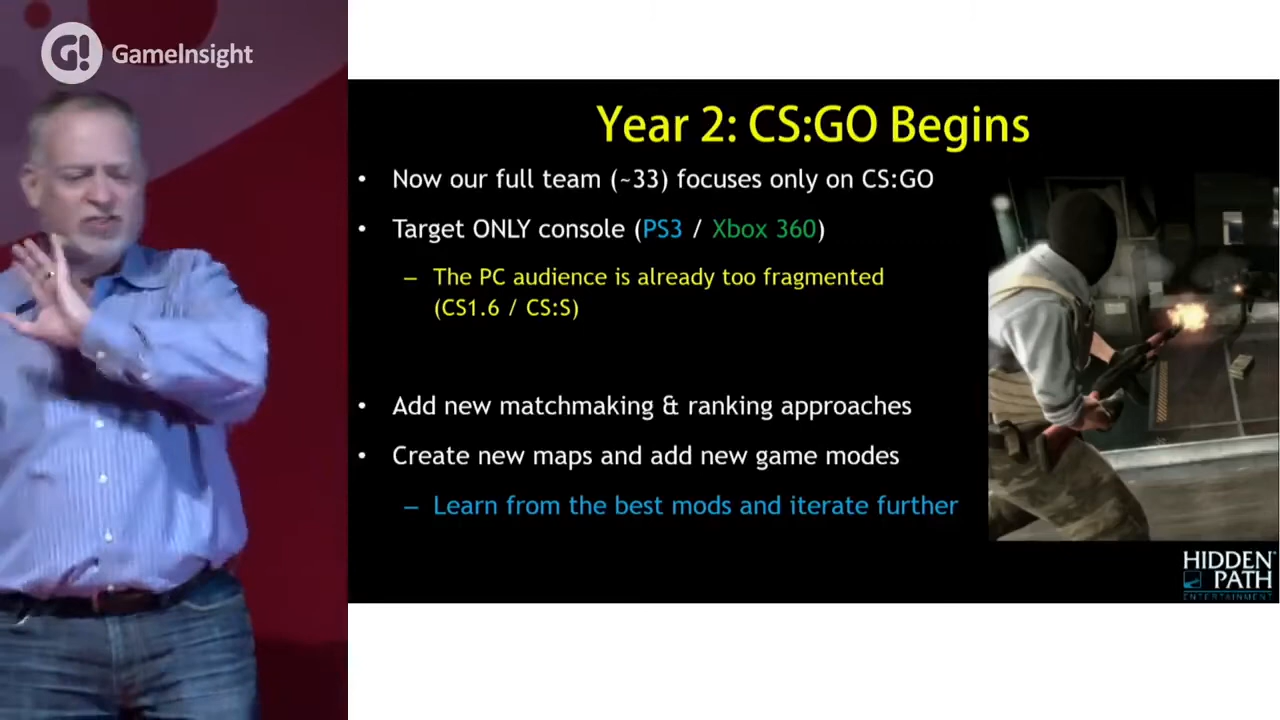 GameInsight
Year 2: CS:GO Begins
• Now our full team (~33) focuses only on CS:GO
• Target ONLY console (PS3 / Xbox 360)
– The PC audience is already too fragmented
(CS1.6 / CS:S)
• Add new matchmaking & ranking approaches
• Create new maps and add new game modes
– Learn from the best mods and iterate further
HIDDEN
PATH
ENTERTAINMENT